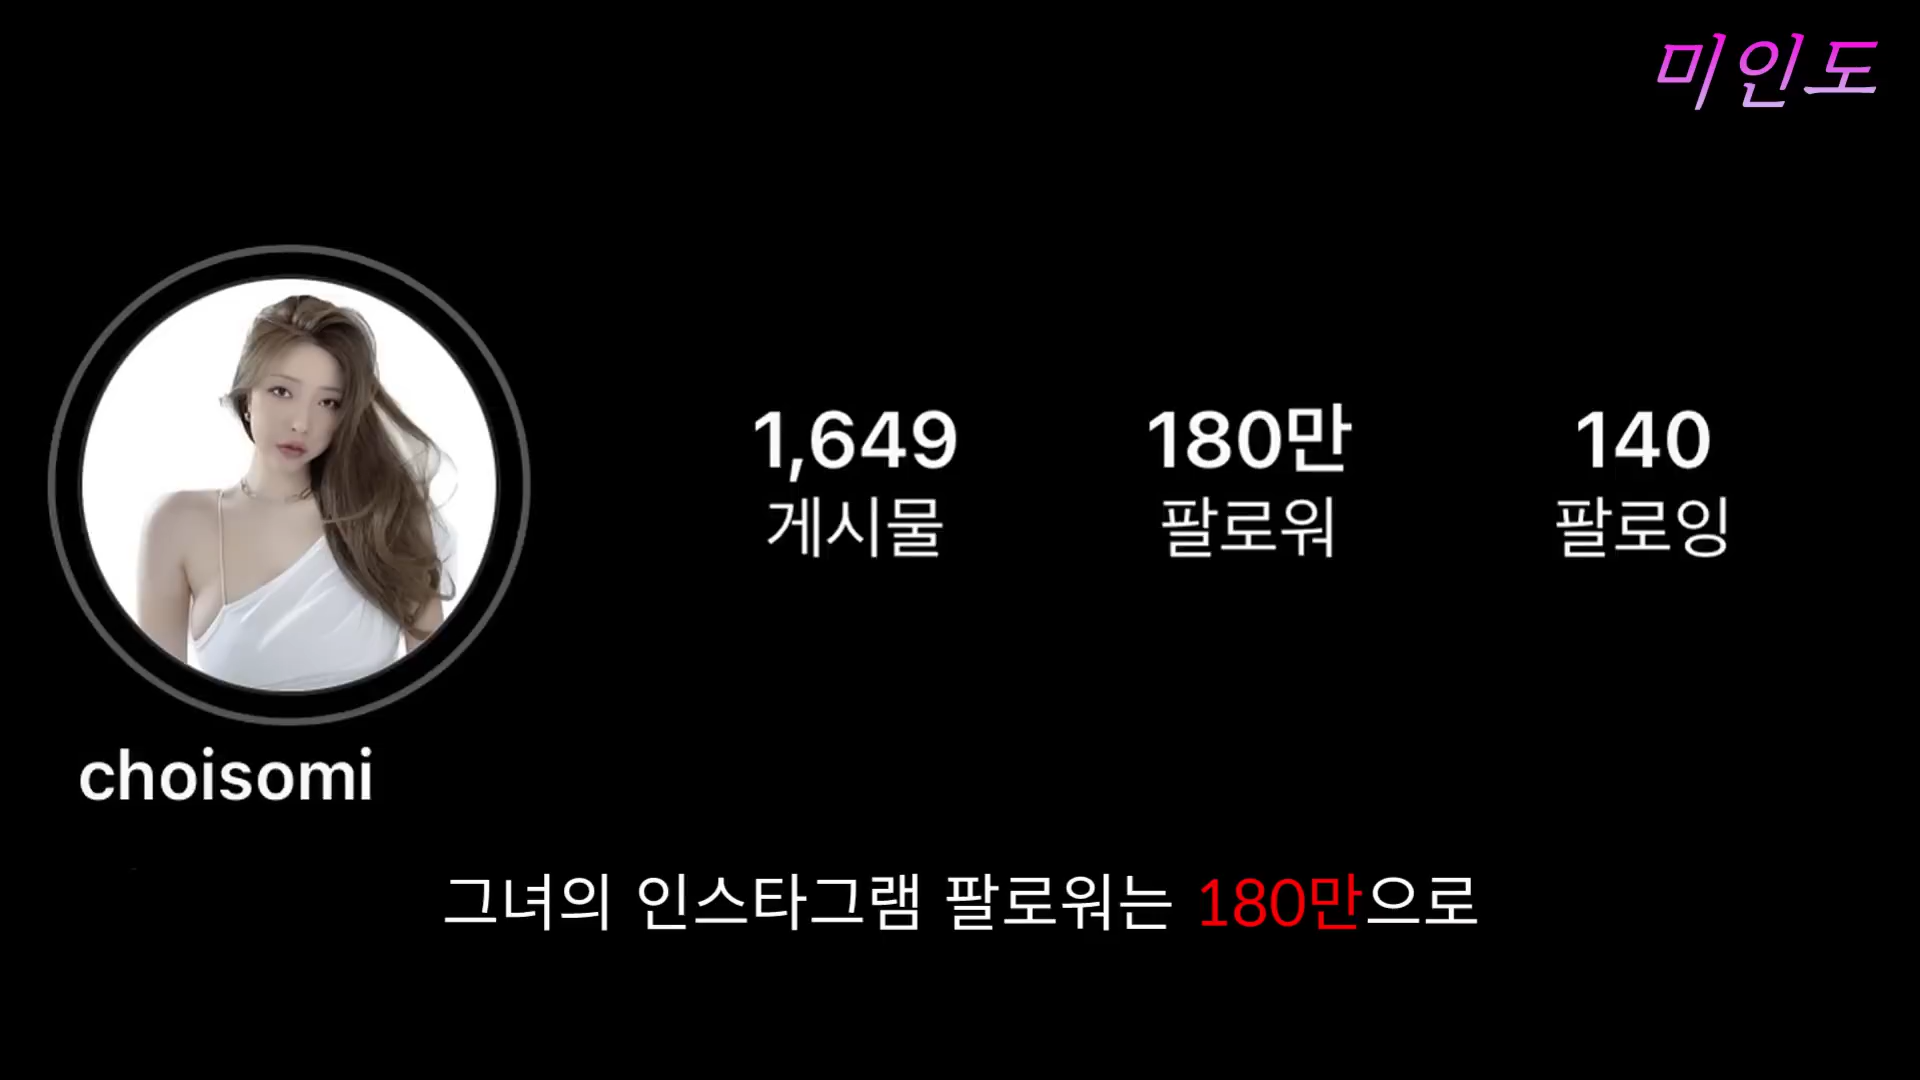 미인도
1,649 180만 140
게시물 팔로워 팔로잉
choisomi
그녀의 인스타그램 팔로워는 180만으로